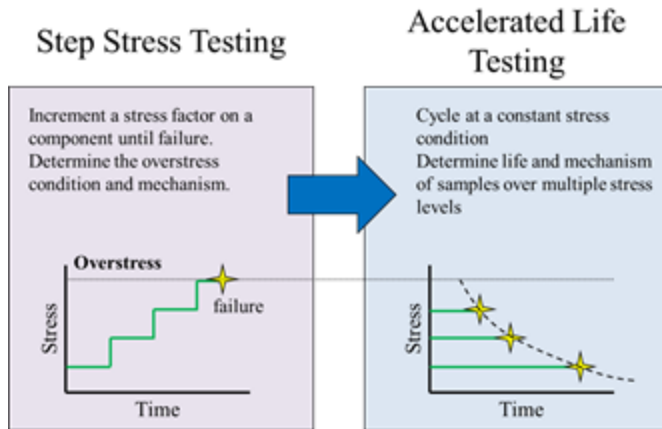 Step Stress Testing
Increment a stress factor on a
component until failure.
Determine the overstress
condition and mechanism.
Overstress
failure
Stress
Time
Accelerated Life
Testing
Cycle at a constant stress
condition
Determine life and mechanism
of samples over multiple stress
levels
Stress
Time